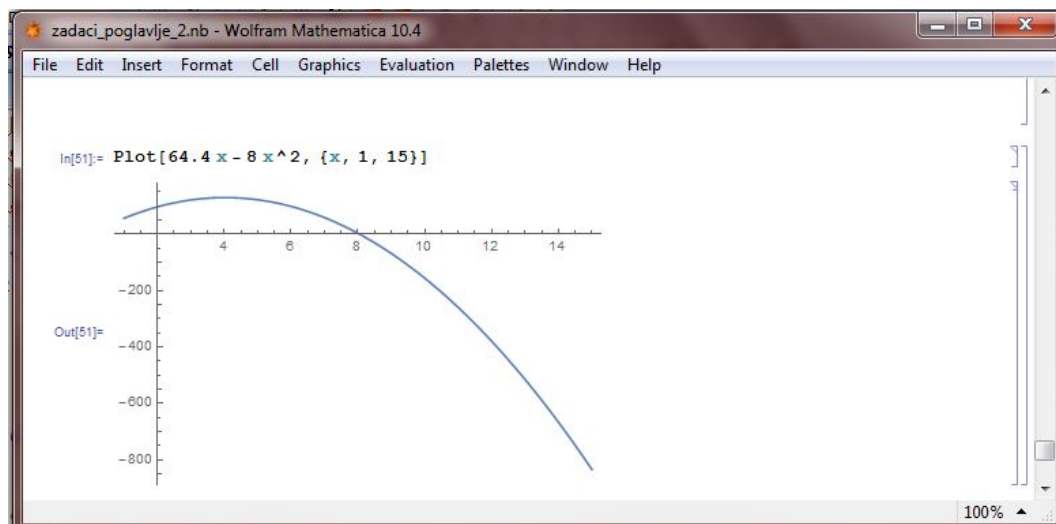 zadaci_poglavlje_2.nb - Wolfram Mathematica 10.4
File Edit Insert Format Cell Graphics Evaluation Palettes Window Help
In[51]:= Plot[64.4 x - 8 x^2, {x, 1, 15}]
4 6 8 10 12 14
-200
Out[51]=
-400
-600
-800
100%